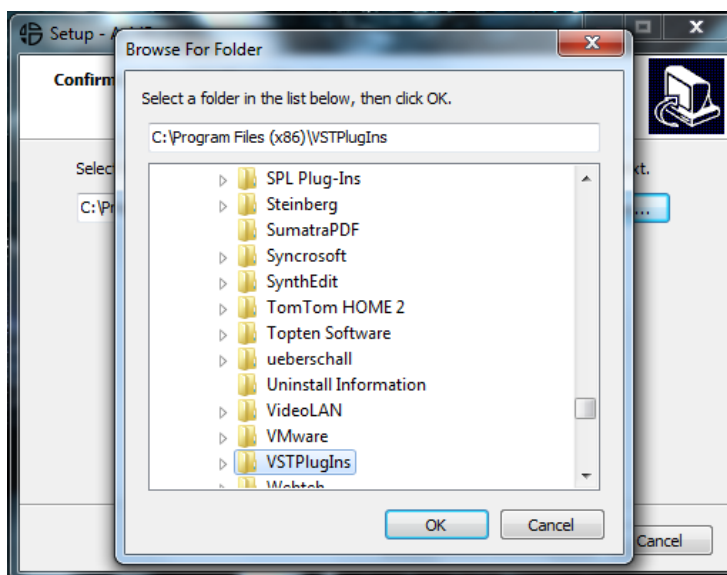 Setup -
Browse For Folder
Confirm
Select a folder in the list below, then click OK.
C:\Program Files (x86)\VSTPlugIns
Select
C:\Pr
...
SPL Plug-Ins
Steinberg
SumatraPDF
Syncrosoft
SynthEdit
TomTom HOME 2
Topten Software
ueberschall
Uninstall Information
VideoLAN
VMware
VSTPlugIns
OK
Cancel
Cancel